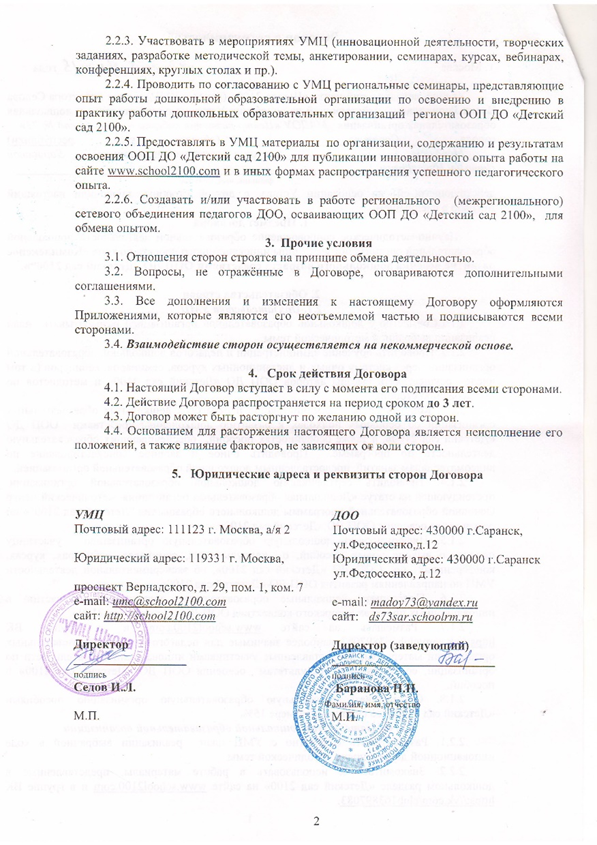 2.2.3. Участвовать в мероприятиях УМЦ (инновационной деятельности, творческих
заданиях, разработке методической темы, анкетировании, семинарах, курсах, вебинарах,
конференциях, круглых столах и пр.).
2.2.4. Проводить по согласованию с УМЦ региональные семинары, представляющие
опыт работы дошкольной образовательной организации по освоению и внедрению в
практику работы дошкольных образовательных организаций региона ООП ДО «Детский
сад 2100».
2.2.5. Предоставлять в УМЦ материалы по организации, содержанию и результатам
освоения ООП ДО «Детский сад 2100» для публикации инновационного опыта работы на
сайте www.school2100.com и в иных формах распространения успешного педагогического
опыта.
2.2.6. Создавать и/или участвовать в работе регионального (межрегионального)
сетевого объединения педагогов ДОО, осваивающих ООП ДО «Детский сад 2100», для
обмена опытом.
3. Прочие условия
3.1. Отношения сторон строятся на принципе обмена деятельностью.
3.2. Вопросы, не отражённые в Договоре, оговариваются дополнительными
соглашениями.
3.3. Все дополнения и изменения к настоящему Договору оформляются
Приложениями, которые являются его неотъемлемой частью и подписываются всеми
сторонами.
3.4. Взаимодействие сторон осуществляется на некоммерческой основе.
4. Срок действия Договора
4.1. Настоящий Договор вступает в силу с момента его подписания всеми сторонами.
4.2. Действие Договора распространяется на период сроком до 3 лет.
4.3. Договор может быть расторгнут по желанию одной из сторон.
4.4. Основанием для расторжения настоящего Договора является неисполнение его
положений, а также влияние факторов, не зависящих от воли сторон.
5. Юридические адреса и реквизиты сторон Договора
УМЦ
Почтовый адрес: 111123 г. Москва, а/я 2
Юридический адрес: 119331 г. Москва,
проспект Вернадского, д. 29, пом. 1, ком. 7
e-mail: umc@school2100.com
сайт: http://school2100.com
Директор
подпись
Седов И.Л.
М.П.
ДОО
Почтовый адрес: 430000 г.Саранск,
ул.Федосеенко,д.12
Юридический адрес: 430000 г.Саранск
ул.Федосеенко, д.12
e-mail: madoy73@yandex.ru
сайт: ds73sar.schoolrm.ru
Директор (заведующий)
подпись
Баранова Н.Н.
Фамилия, имя, отчество
М.П.
"УМЦ Школа
2100"
2